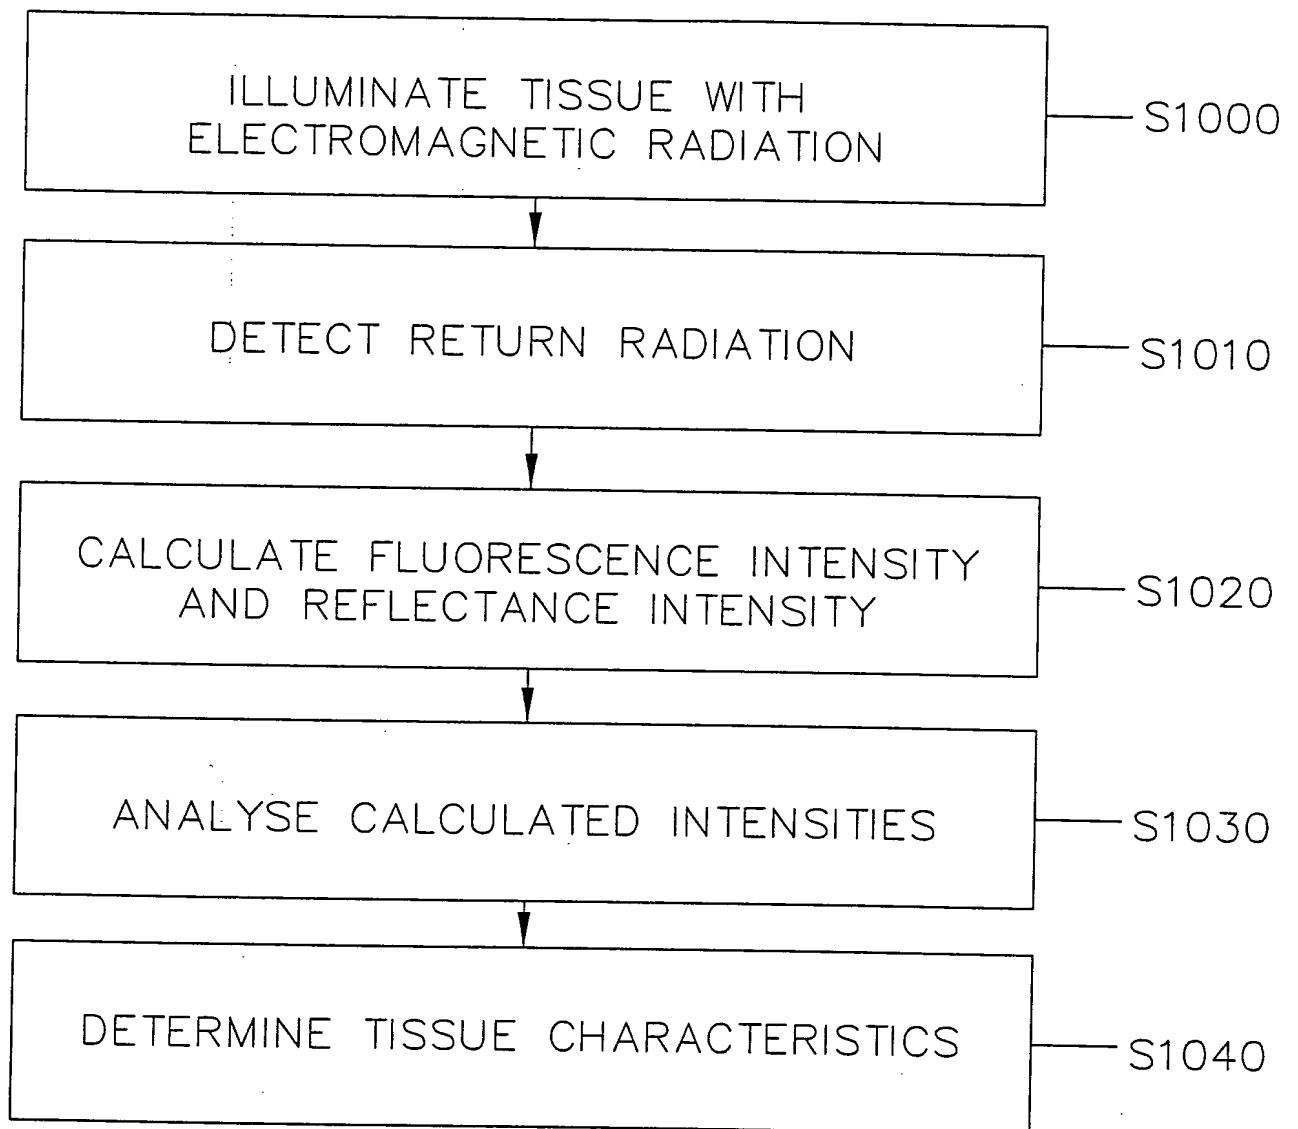 ILLUMINATE TISSUE WITH
ELECTROMAGNETIC RADIATION
S1000
DETECT RETURN RADIATION
S1010
CALCULATE FLUORESCENCE INTENSITY
AND REFLECTANCE INTENSITY
S1020
ANALYSE CALCULATED INTENSITIES
S1030
DETERMINE TISSUE CHARACTERISTICS
S1040